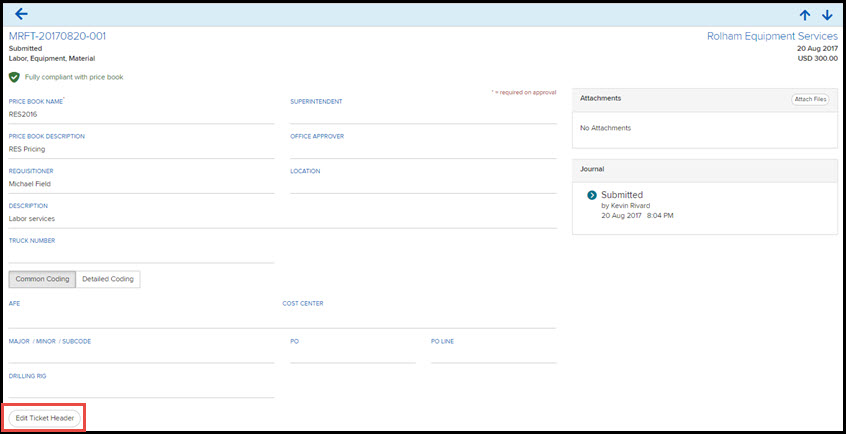 MRFT-20170820-001
Rolham Equipment Services
Submitted
20 Aug 2017
Labor, Equipment, Material
USD 300.00
Fully compliant with price book
* = required on approval
PRICE BOOK NAME*
SUPERINTENDENT
RES2016
PRICE BOOK DESCRIPTION
OFFICE APPROVER
RES Pricing
REQUISITIONER
LOCATION
Michael Field
DESCRIPTION
Labor services
TRUCK NUMBER
Common Coding
Detailed Coding
AFE
COST CENTER
MAJOR / MINOR / SUBCODE
PO
PO LINE
DRILLING RIG
Edit Ticket Header
Attachments
Attach Files
No Attachments
Journal
Submitted
by Kevin Rivard
20 Aug 2017 8:04 PM